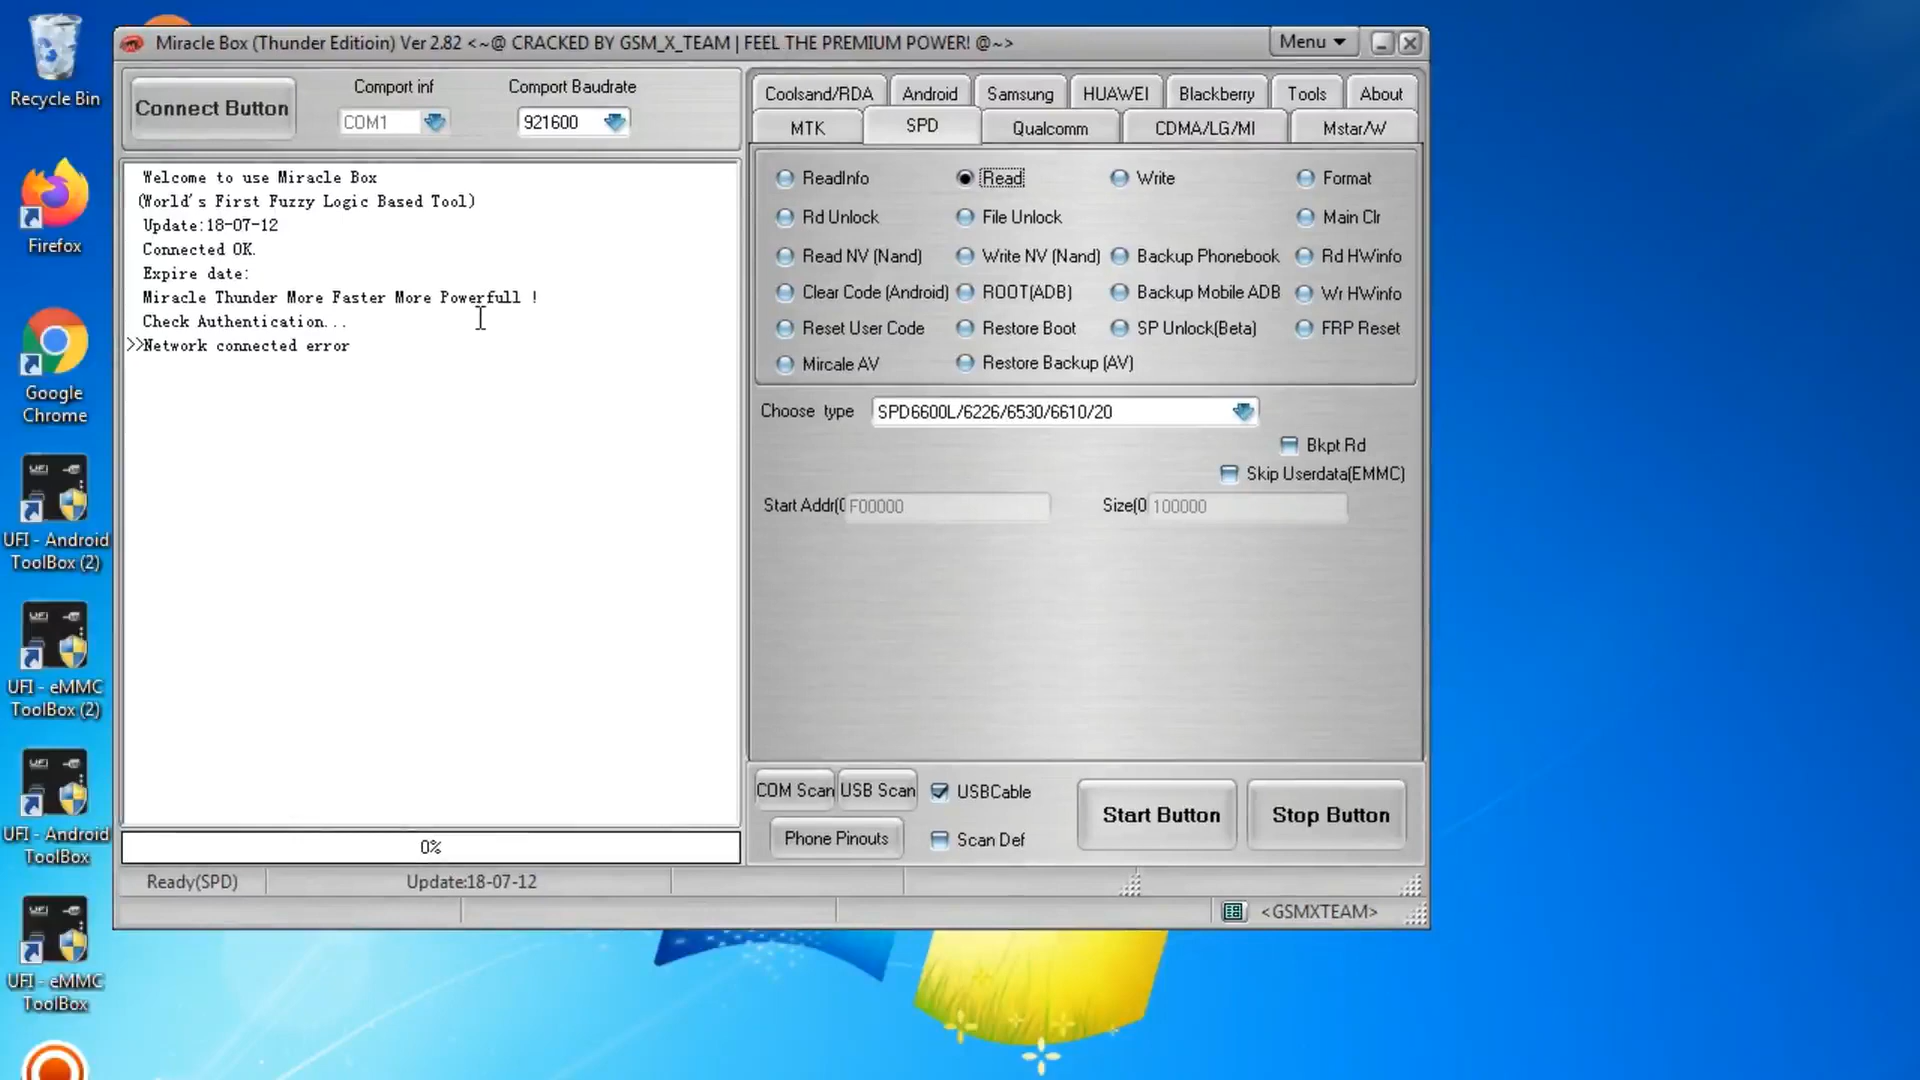 Recycle Bin
Firefox
Google
Chrome
UFI - Android
ToolBox (2)
UFI - eMMC
ToolBox (2)
UFI - Android
ToolBox
UFI - eMMC
ToolBox
Miracle Box (Thunder Editioin) Ver 2.82 <~@ CRACKED BY GSM_X_TEAM | FEEL THE PREMIUM POWER! @~>
Menu
Connect Button
Comport inf
Comport Baudrate
COM1
921600
Welcome to use Miracle Box
(World's First Fuzzy Logic Based Tool)
Update:18-07-12
Connected OK.
Expire date:
Miracle Thunder More Faster More Powerfull !
Check Authentication...
>>Network connected error
0%
Coolsand/RDA Android Samsung HUAWEI Blackberry Tools About
MTK SPD Qualcomm CDMA/LG/MI Mstar/W
ReadInfo Read Write Format
Rd Unlock File Unlock Main Clr
Read NV (Nand) Write NV (Nand) Backup Phonebook Rd HWinfo
Clear Code (Android) ROOT(ADB) Backup Mobile ADB Wr HWinfo
Reset User Code Restore Boot SP Unlock(Beta) FRP Reset
Mircale AV Restore Backup (AV)
Choose type SPD6600L/6226/6530/6610/20
Bkpt Rd
Skip Userdata(EMMC)
Start Addr(0 F00000 Size(0 100000
COM Scan USB Scan USBCable
Phone Pinouts Scan Def
Start Button Stop Button
Ready(SPD) Update:18-07-12
<GSMXTEAM>